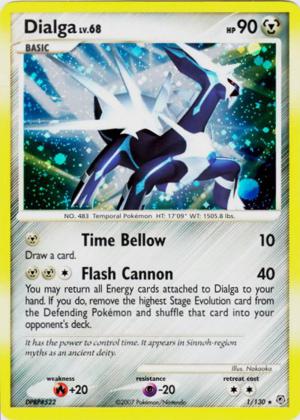 Dialga LV.68
HP 90
BASIC
NO. 483 Temporal Pokémon HT: 17'09" WT: 1505.8 lbs.
Time Bellow 10
Draw a card.
Flash Cannon 40
You may return all Energy cards attached to Dialga to
your hand. If you do, remove the highest Stage Evolution card from
the Defending Pokémon and shuffle that card into your
opponent's deck.
It has the power to control time. It appears in Sinnoh-region
myths as an ancient deity.
Illus. Nakaoka
weakness resistance retreat cost
+20 -20
DPBP#522 ©2007 Pokémon/Nintendo 1/130 ★